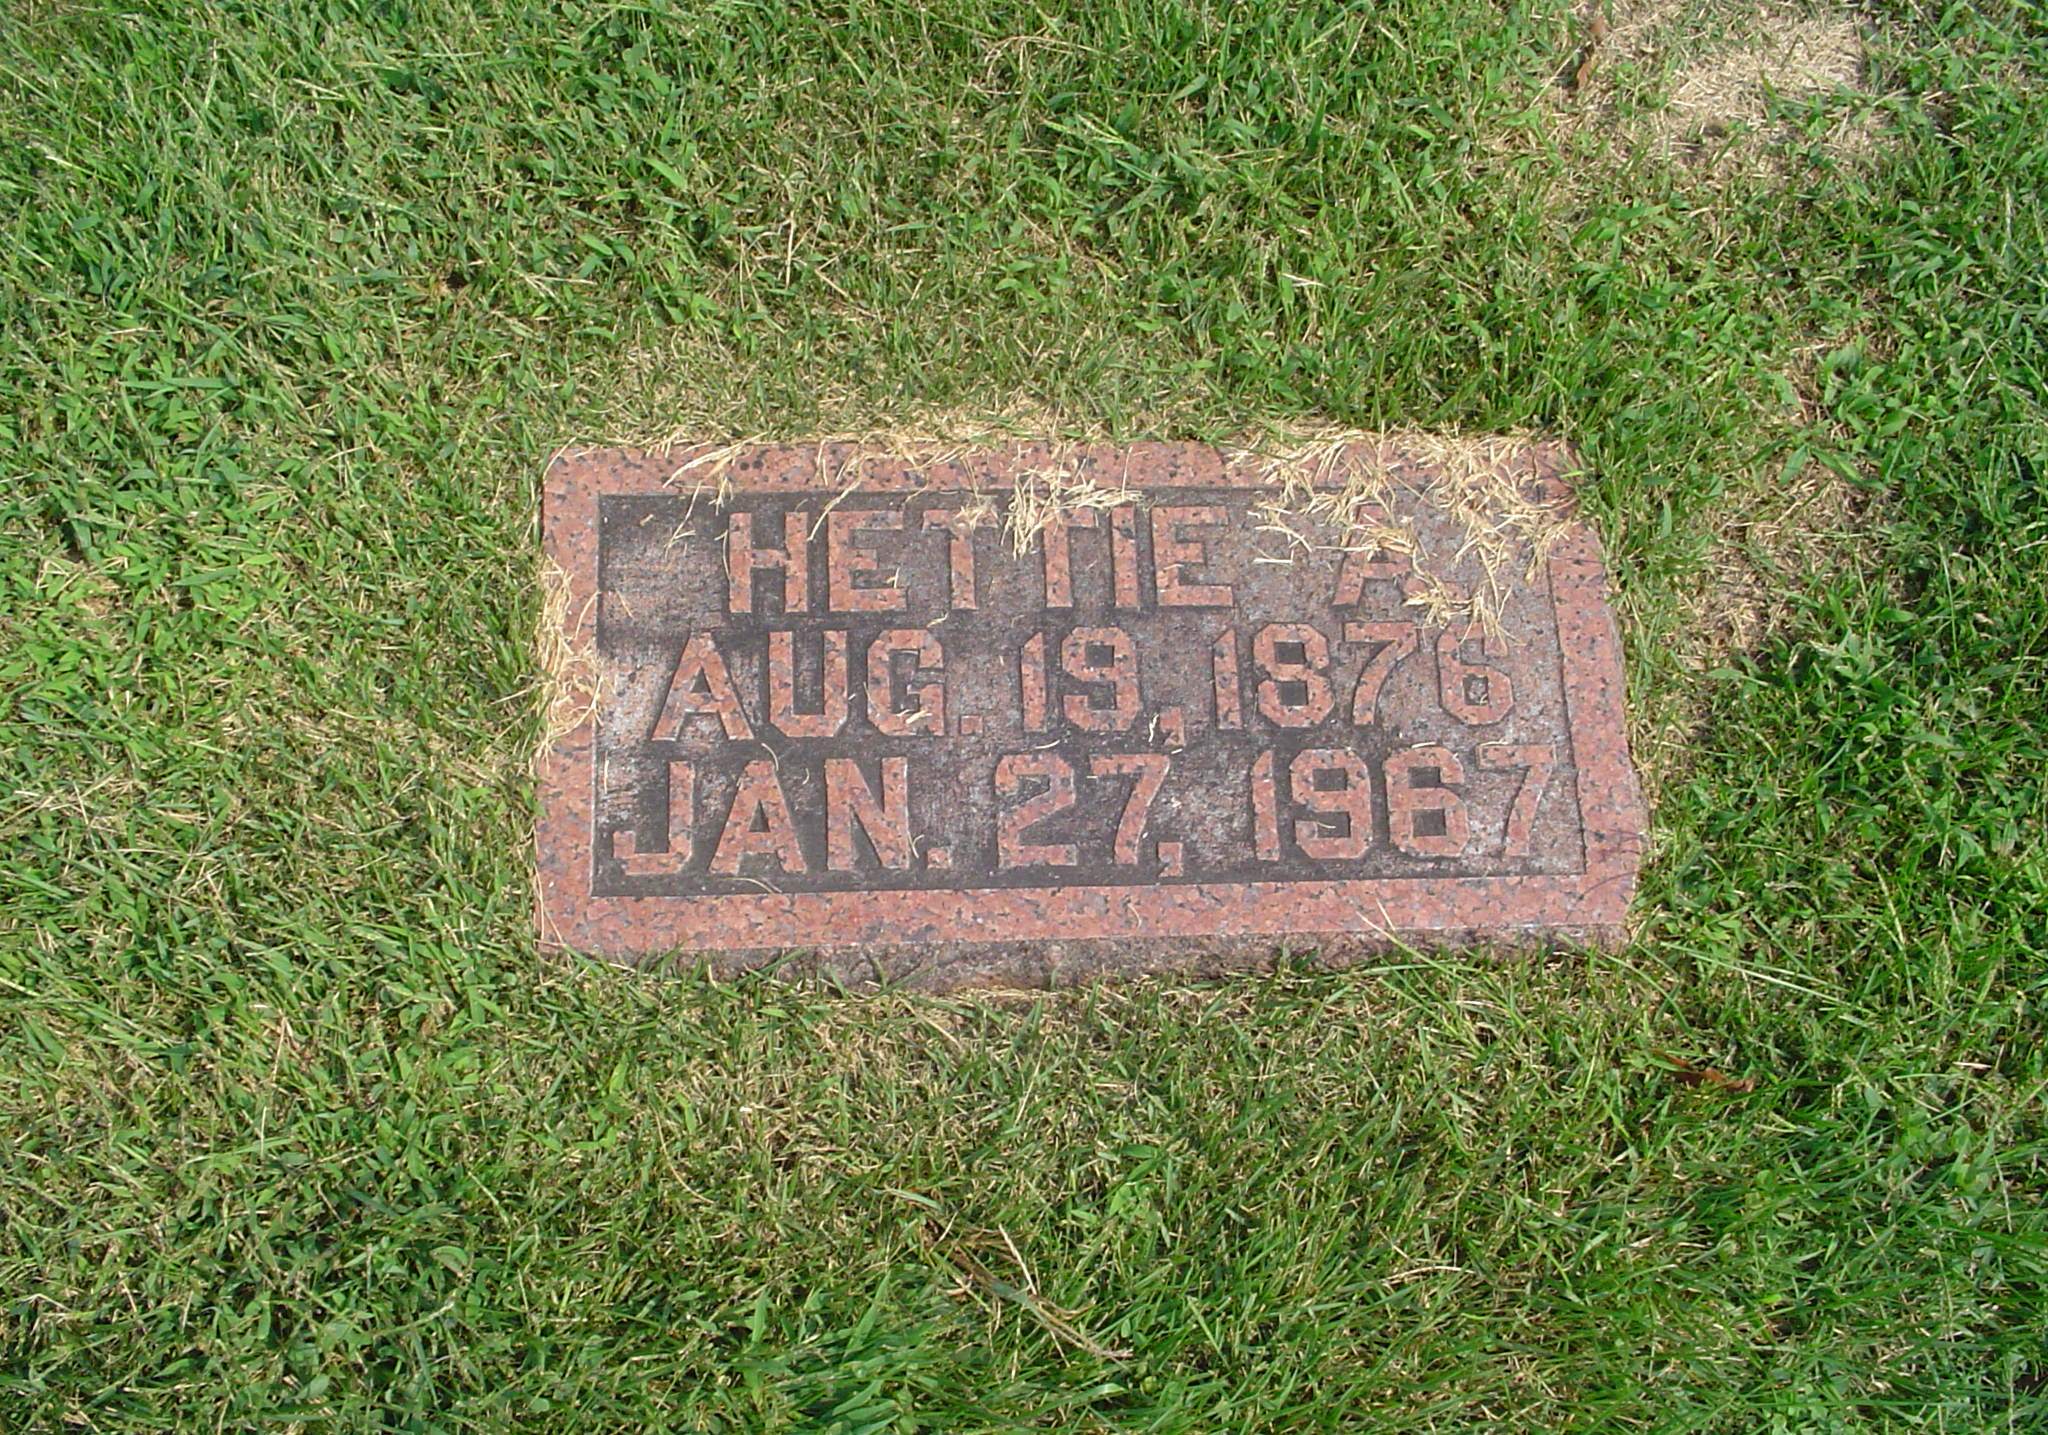 HETTIE A.
AUG. 19, 1876
JAN. 27, 1967